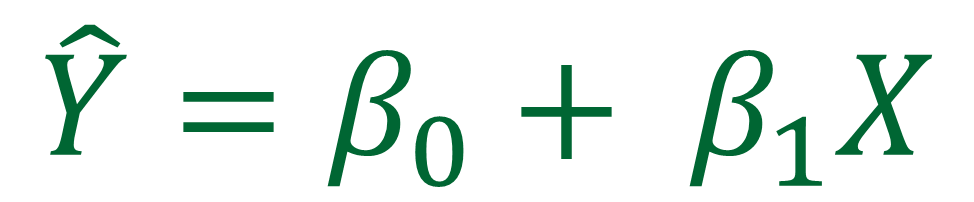 Ŷ = β₀ + β₁X